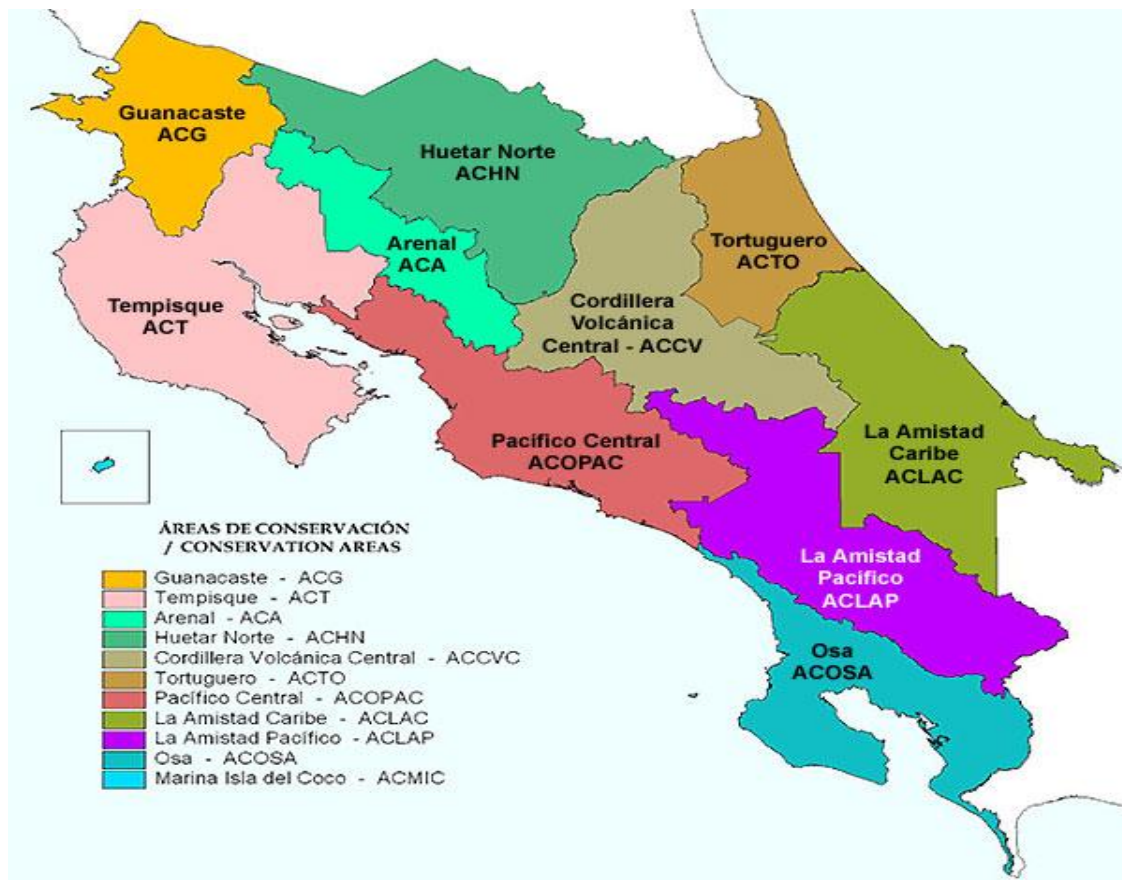 Guanacaste
ACG
Huetar Norte
ACHN
Arenal
ACA
Tortuguero
ACTO
Tempisque
ACT
Cordillera
Volcánica
Central - ACCV
Pacífico Central
ACOPAC
La Amistad
Caribe
ACLAC
La Amistad
Pacífico
ACLAP
Osa
ACOSA
ÁREAS DE CONSERVACIÓN
/ CONSERVATION AREAS
Guanacaste - ACG
Tempisque - ACT
Arenal - ACA
Huetar Norte - ACHN
Cordillera Volcánica Central - ACCVC
Tortuguero - ACTO
Pacífico Central - ACOPAC
La Amistad Caribe - ACLAC
La Amistad Pacífico - ACLAP
Osa - ACOSA
Marina Isla del Coco - ACMIC